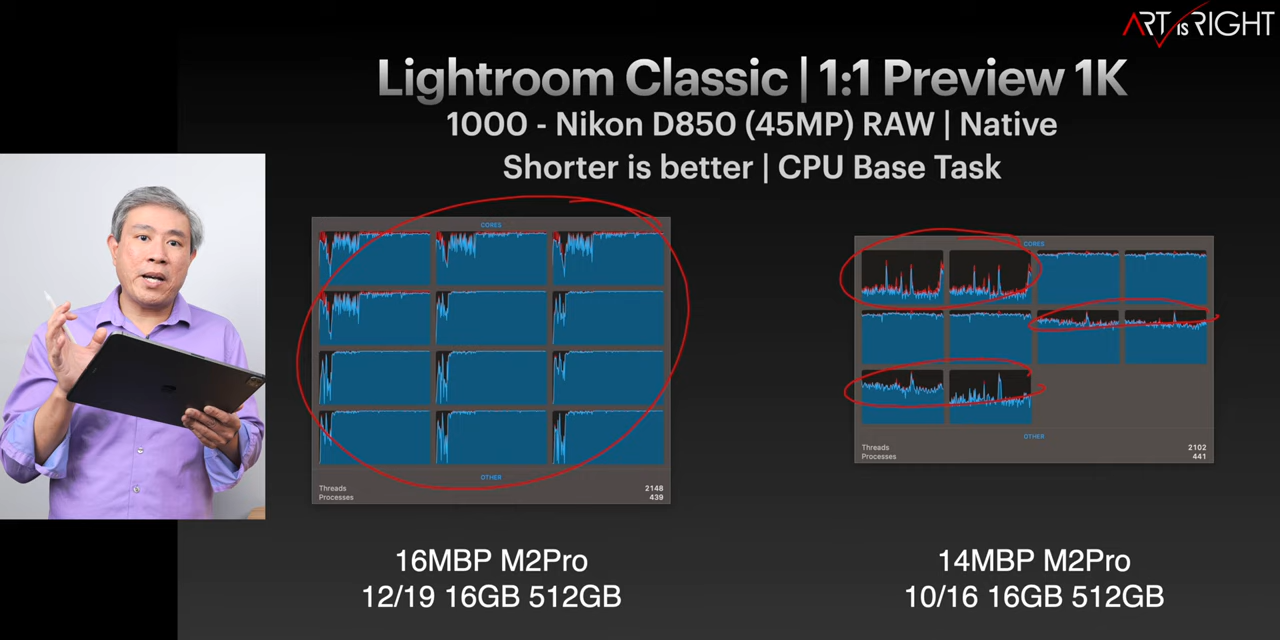 ART iS RIGHT
Lightroom Classic | 1:1 Preview 1K
1000 - Nikon D850 (45MP) RAW | Native
Shorter is better | CPU Base Task
CORES
OTHER
Threads 2148
Processes 439
CORES
OTHER
Threads 2102
Processes 441
16MBP M2Pro
12/19 16GB 512GB
14MBP M2Pro
10/16 16GB 512GB